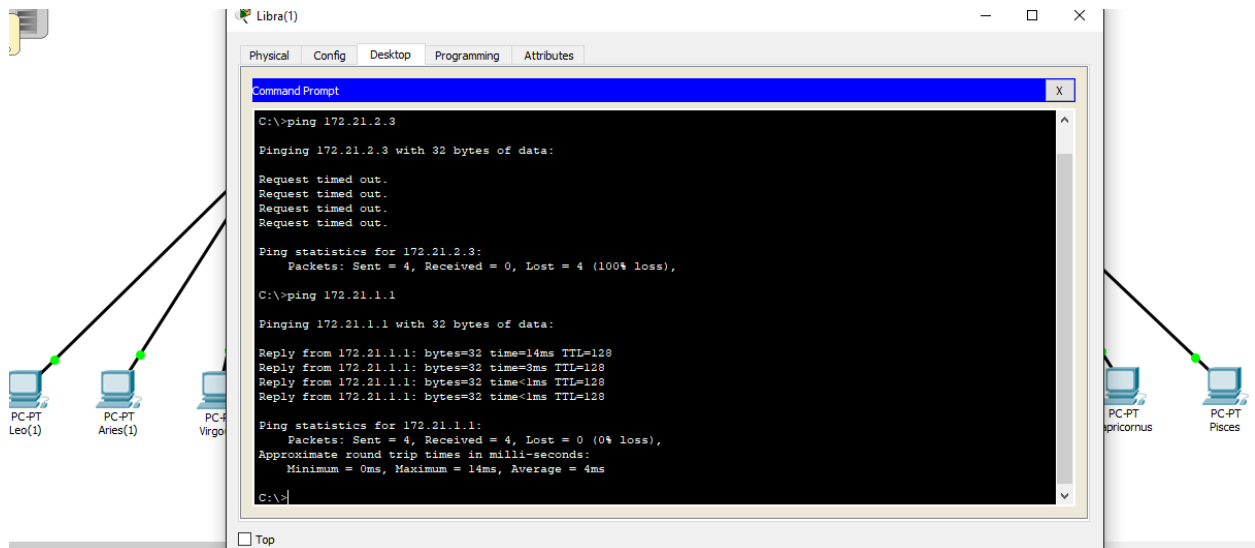 Libra(1)
Physical Config Desktop Programming Attributes
Command Prompt X
C:\>ping 172.21.2.3
Pinging 172.21.2.3 with 32 bytes of data:
Request timed out.
Request timed out.
Request timed out.
Request timed out.
Ping statistics for 172.21.2.3:
Packets: Sent = 4, Received = 0, Lost = 4 (100% loss),
C:\>ping 172.21.1.1
Pinging 172.21.1.1 with 32 bytes of data:
Reply from 172.21.1.1: bytes=32 time=14ms TTL=128
Reply from 172.21.1.1: bytes=32 time=3ms TTL=128
Reply from 172.21.1.1: bytes=32 time<1ms TTL=128
Reply from 172.21.1.1: bytes=32 time<1ms TTL=128
Ping statistics for 172.21.1.1:
Packets: Sent = 4, Received = 4, Lost = 0 (0% loss),
Approximate round trip times in milli-seconds:
Minimum = 0ms, Maximum = 14ms, Average = 4ms
C:\>
Top
PC-PT
Leo(1)
PC-PT
Aries(1)
PC-P
Virgo
PC-PT
apricornus
PC-PT
Pisces